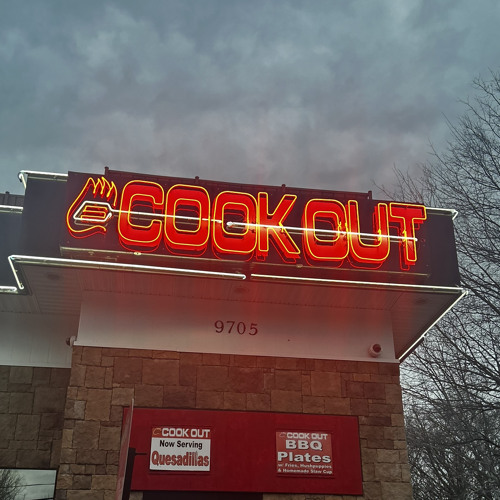 COOK OUT
9705
COOK OUT
Now Serving
Quesadillas
COOK OUT
BBQ
Plates
w/ Fries, Hushpuppies
& Homemade Slaw Cup